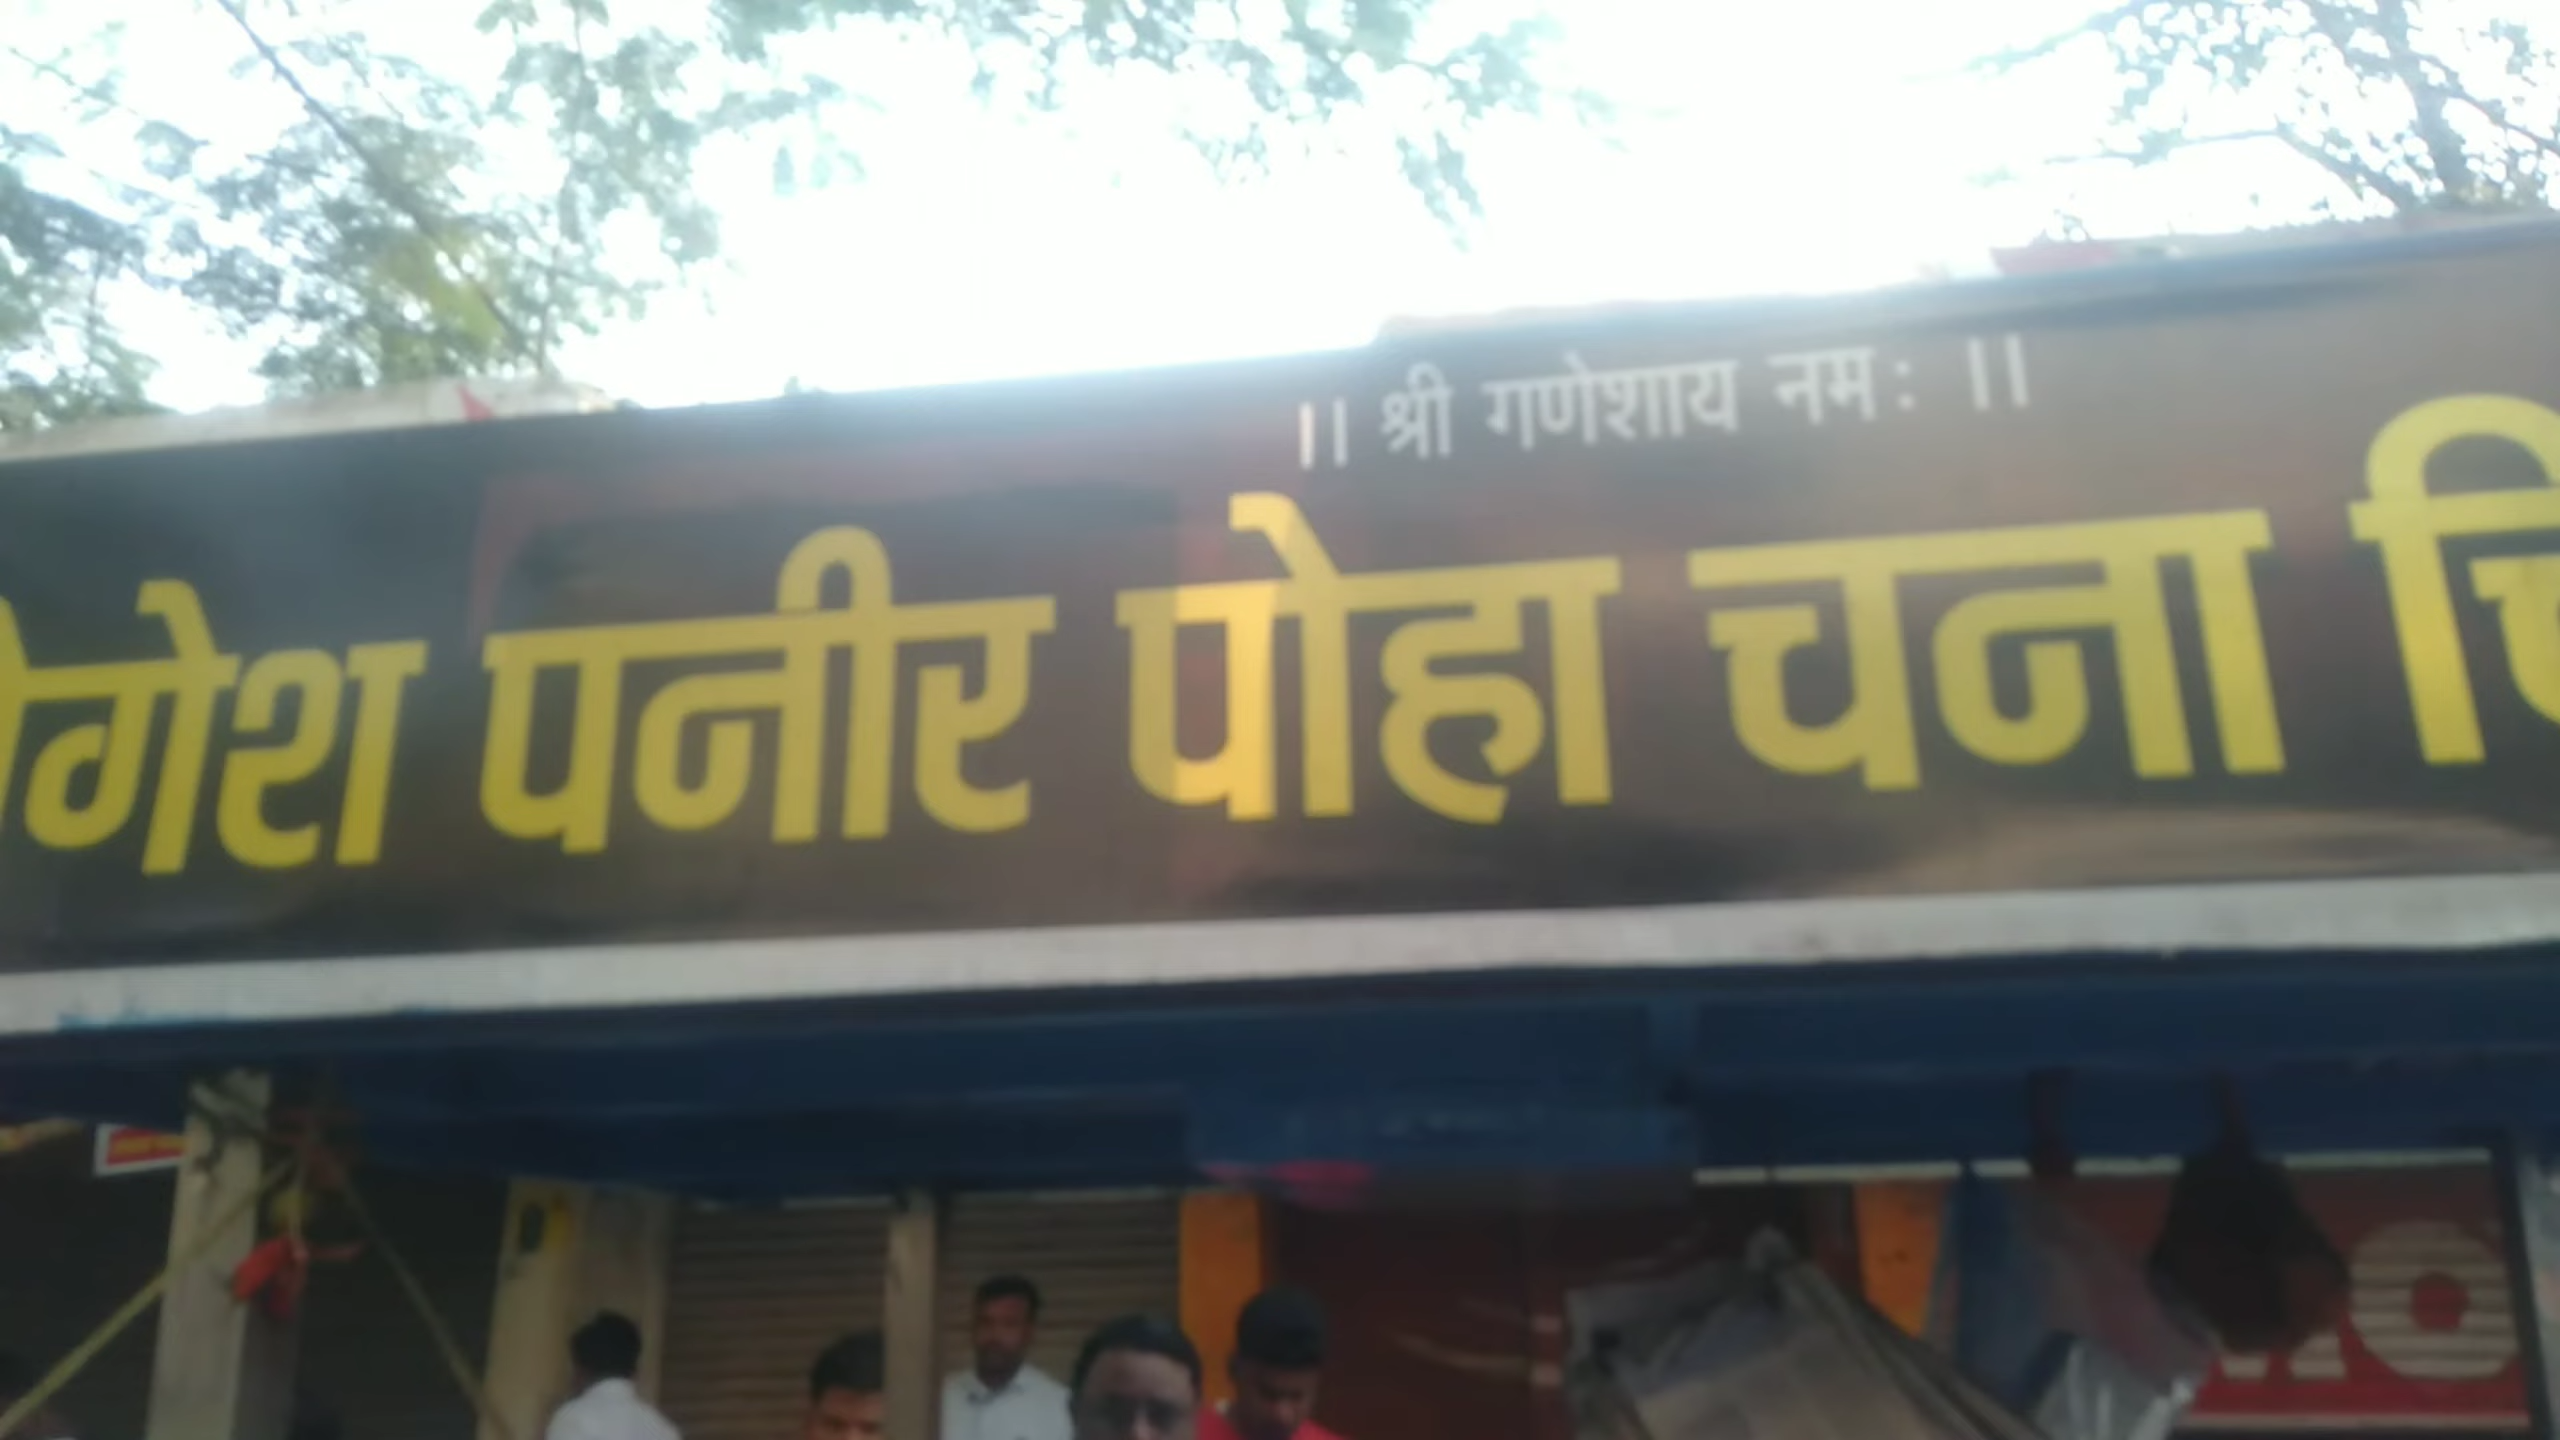 ।। श्री गणेशाय नमः ।।
गेश पनीर पोहा चना चि